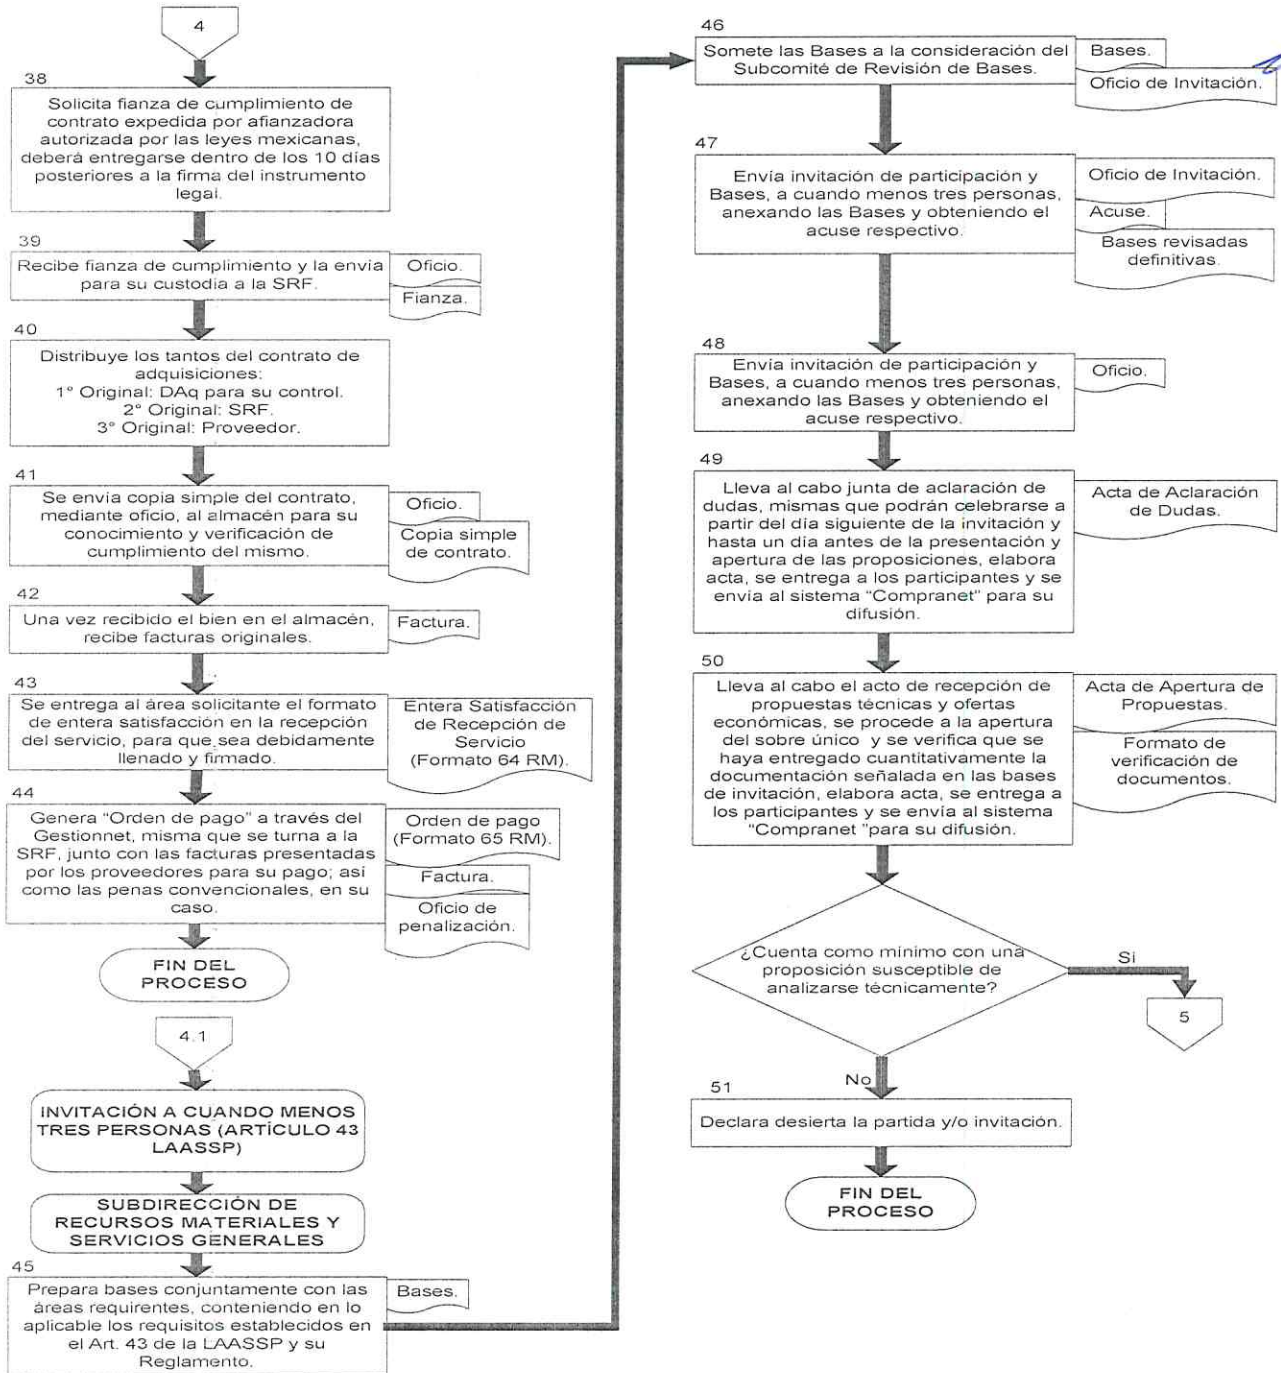 4
38
Solicita fianza de cumplimiento de
contrato expedida por afianzadora
autorizada por las leyes mexicanas,
deberá entregarse dentro de los 10 días
posteriores a la firma del instrumento
legal.
39
Recibe fianza de cumplimiento y la envía
para su custodia a la SRF.
Oficio.
Fianza.
40
Distribuye los tantos del contrato de
adquisiciones:
1° Original: DAq para su control.
2° Original: SRF.
3° Original: Proveedor.
41
Se envía copia simple del contrato,
mediante oficio, al almacén para su
conocimiento y verificación de
cumplimiento del mismo.
Oficio.
Copia simple
de contrato.
42
Una vez recibido el bien en el almacén,
recibe facturas originales.
Factura.
43
Se entrega al área solicitante el formato
de entera satisfacción en la recepción
del servicio, para que sea debidamente
llenado y firmado.
Entera Satisfacción
de Recepción de
Servicio
(Formato 64 RM).
44
Genera "Orden de pago" a través del
Gestionnet, misma que se turna a la
SRF, junto con las facturas presentadas
por los proveedores para su pago; así
como las penas convencionales, en su
caso.
Orden de pago
(Formato 65 RM).
Factura.
Oficio de
penalización.
FIN DEL
PROCESO
4.1
INVITACIÓN A CUANDO MENOS
TRES PERSONAS (ARTÍCULO 43
LAASSP)
SUBDIRECCIÓN DE
RECURSOS MATERIALES Y
SERVICIOS GENERALES
45
Prepara bases conjuntamente con las
áreas requirentes, conteniendo en lo
aplicable los requisitos establecidos en
el Art. 43 de la LAASSP y su
Reglamento.
Bases.
46
Somete las Bases a la consideración del
Subcomité de Revisión de Bases.
Bases.
Oficio de Invitación.
47
Envía invitación de participación y
Bases, a cuando menos tres personas,
anexando las Bases y obteniendo el
acuse respectivo.
Oficio de Invitación.
Acuse.
Bases revisadas
definitivas.
48
Envía invitación de participación y
Bases, a cuando menos tres personas,
anexando las Bases y obteniendo el
acuse respectivo.
Oficio.
49
Lleva al cabo junta de aclaración de
dudas, mismas que podrán celebrarse a
partir del día siguiente de la invitación y
hasta un día antes de la presentación y
apertura de las proposiciones, elabora
acta, se entrega a los participantes y se
envía al sistema "Compranet" para su
difusión.
Acta de Aclaración
de Dudas.
50
Lleva al cabo el acto de recepción de
propuestas técnicas y ofertas
económicas, se procede a la apertura
del sobre único y se verifica que se
haya entregado cuantitativamente la
documentación señalada en las bases
de invitación, elabora acta, se entrega a
los participantes y se envía al sistema
"Compranet "para su difusión.
Acta de Apertura de
Propuestas.
Formato de
verificación de
documentos.
¿Cuenta como mínimo con una
proposición susceptible de
analizarse técnicamente?
Si
5
No
51
Declara desierta la partida y/o invitación.
FIN DEL
PROCESO